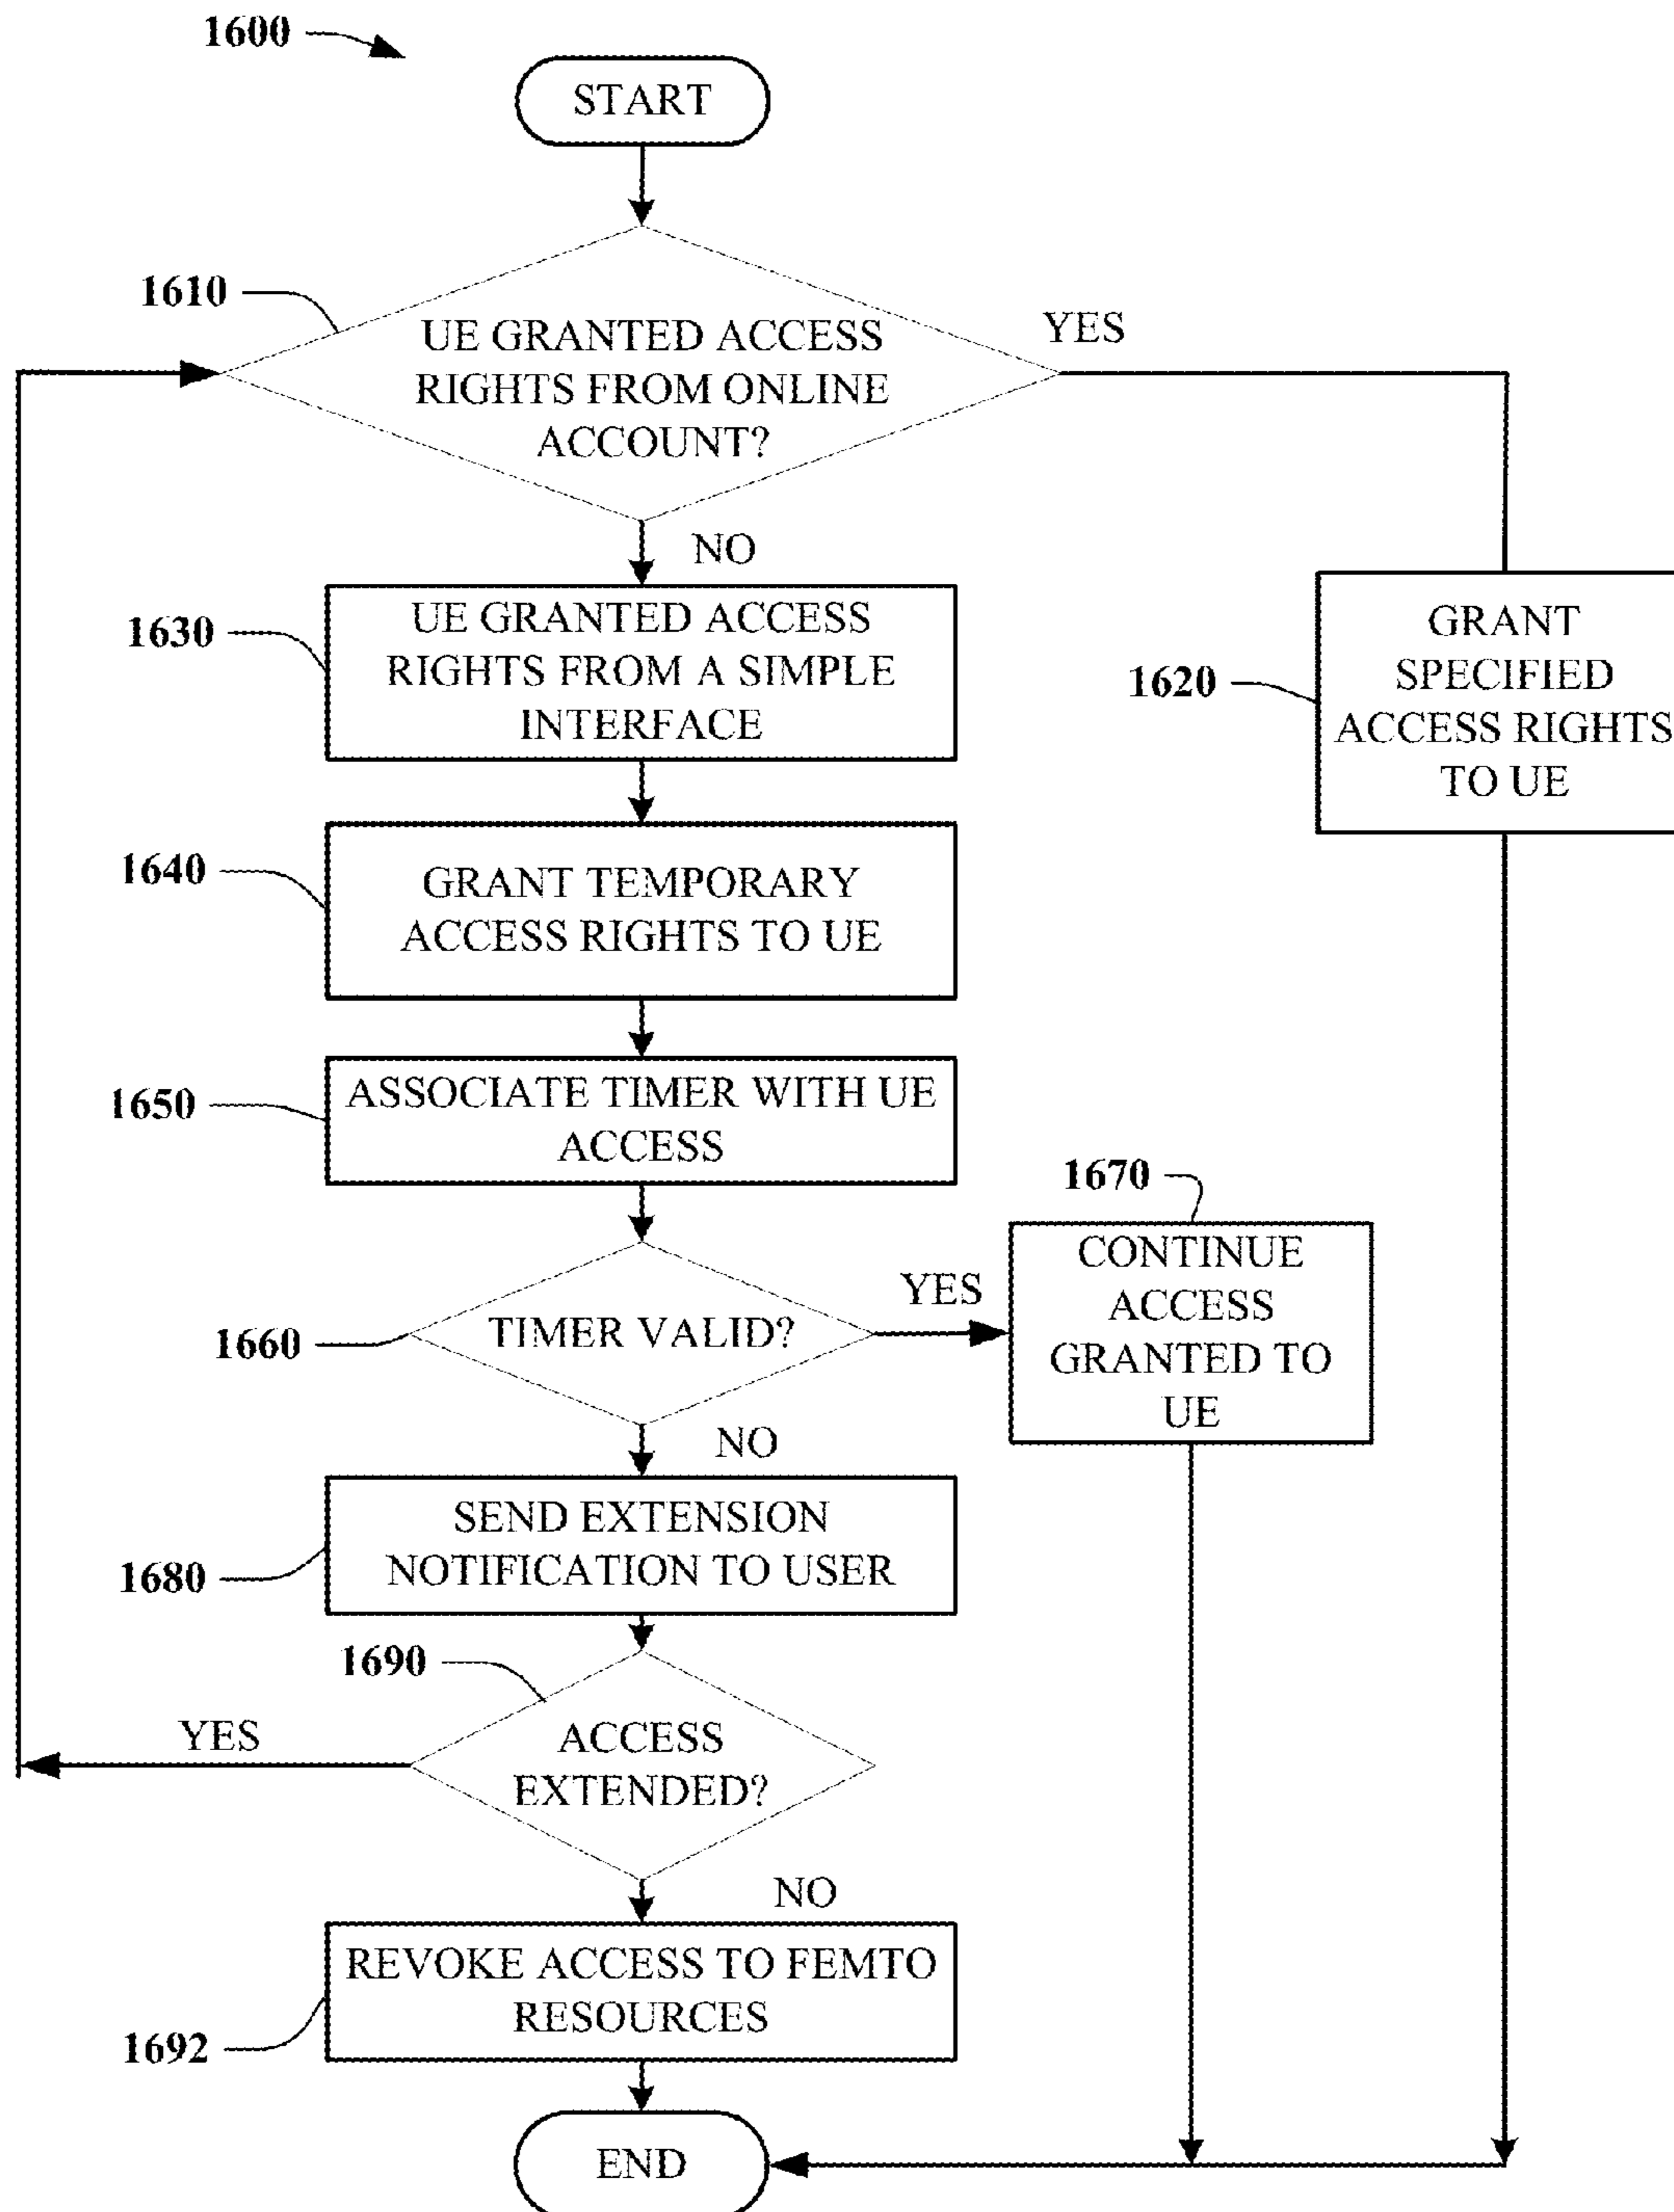 1600
START
1610
UE GRANTED ACCESS
RIGHTS FROM ONLINE
ACCOUNT?
YES
NO
1630
UE GRANTED ACCESS
RIGHTS FROM A SIMPLE
INTERFACE
1620
GRANT
SPECIFIED
ACCESS RIGHTS
TO UE
1640
GRANT TEMPORARY
ACCESS RIGHTS TO UE
1650
ASSOCIATE TIMER WITH UE
ACCESS
1660
TIMER VALID?
YES
1670
CONTINUE
ACCESS
GRANTED TO
UE
NO
1680
SEND EXTENSION
NOTIFICATION TO USER
1690
ACCESS
EXTENDED?
YES
NO
1692
REVOKE ACCESS TO FEMTO
RESOURCES
END